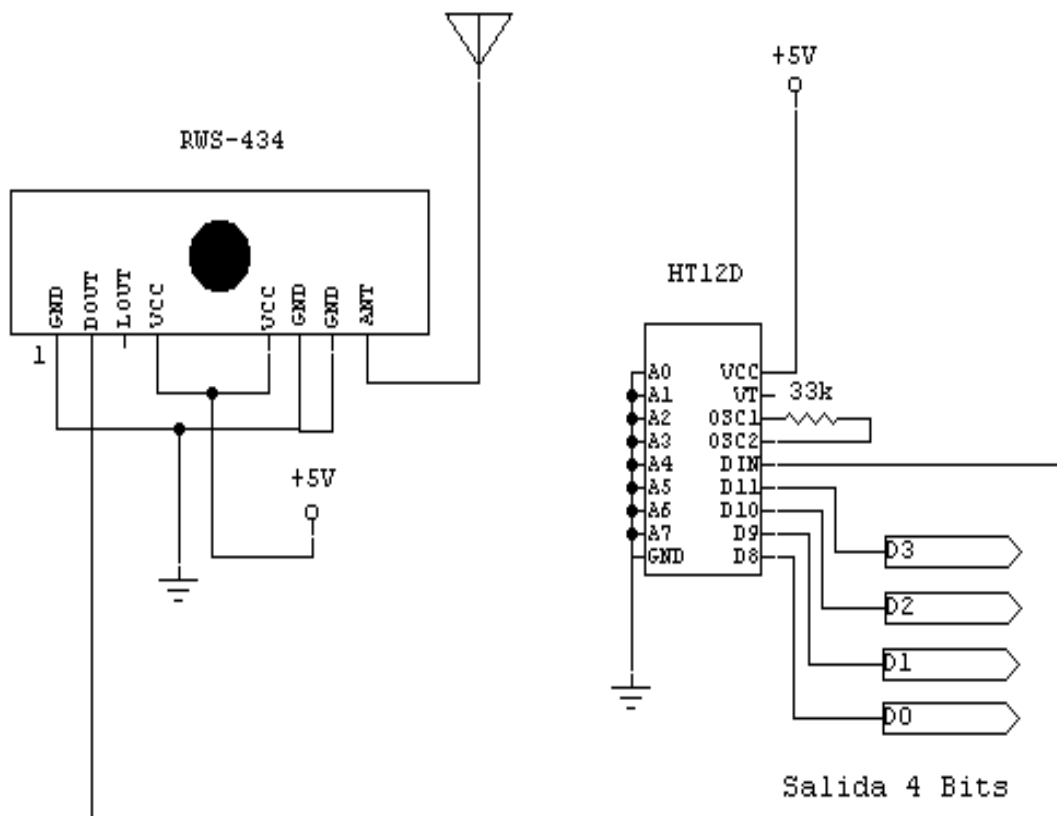 RWS-434
GND DOUT LOUT VCC VCC GND GND ANT
1
+5V
+5V
HT12D
A0 VCC
A1 VT 33k
A2 OSC1
A3 OSC2
A4 DIN
A5 D11
A6 D10
A7 D9
GND D8
D3
D2
D1
D0
Salida 4 Bits